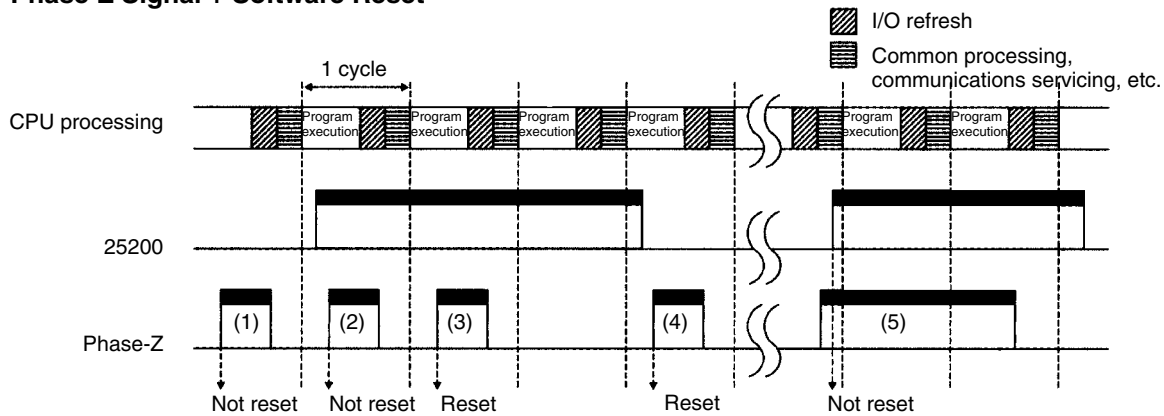 Phase-Z Signal + Software Reset
I/O refresh
Common processing,
communications servicing, etc.
1 cycle
CPU processing
Program
execution
Program
execution
Program
execution
Program
execution
Program
execution
Program
execution
25200
Phase-Z
(1)
(2)
(3)
(4)
(5)
Not reset
Not reset
Reset
Reset
Not reset